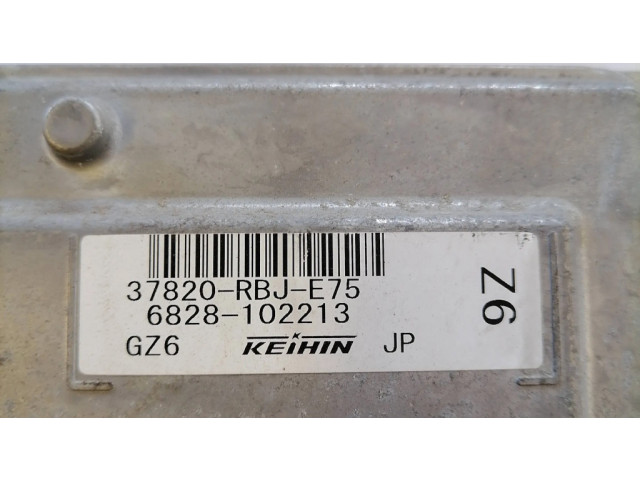 37820-RBJ-E75
6828-102213
GZ6 KEIHIN JP
Z6